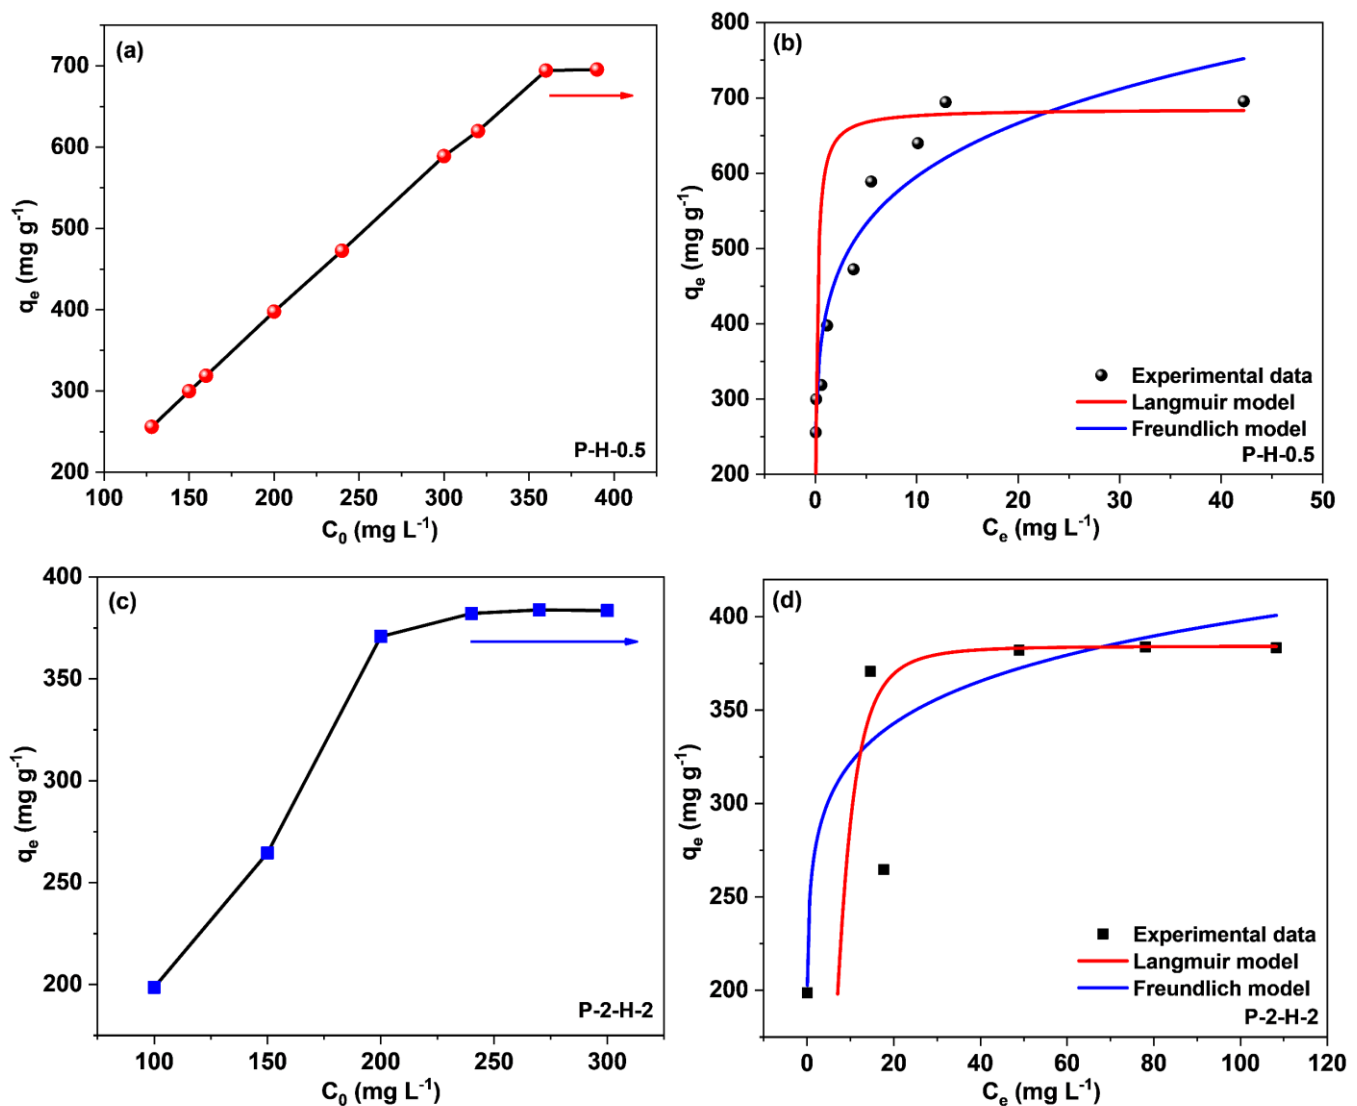 (a)
700
600
500
400
300
200
100 150 200 250 300 350 400
qe (mg g-1)
C0 (mg L-1)
P-H-0.5
(b)
800
700
600
500
400
300
200
0 10 20 30 40 50
qe (mg g-1)
Ce (mg L-1)
Experimental data
Langmuir model
Freundlich model
P-H-0.5
(c)
400
350
300
250
200
100 150 200 250 300
qe (mg g-1)
C0 (mg L-1)
P-2-H-2
(d)
400
350
300
250
200
0 20 40 60 80 100 120
qe (mg g-1)
Ce (mg L-1)
Experimental data
Langmuir model
Freundlich model
P-2-H-2